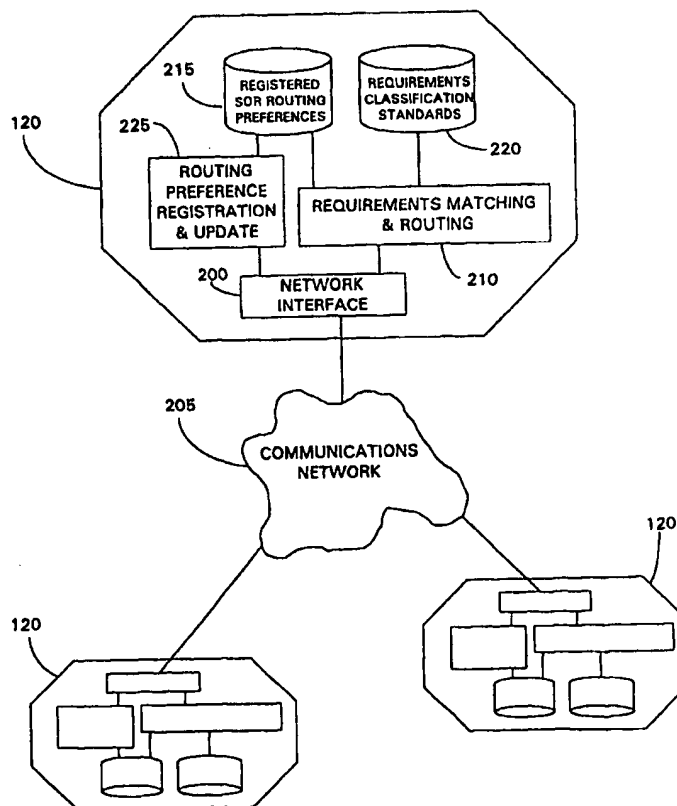 215
REGISTERED
SOR ROUTING
PREFERENCES
REQUIREMENTS
CLASSIFICATION
STANDARDS
225
220
120
ROUTING
PREFERENCE
REGISTRATION
& UPDATE
REQUIREMENTS MATCHING
& ROUTING
200
210
NETWORK
INTERFACE
205
COMMUNICATIONS
NETWORK
120
120